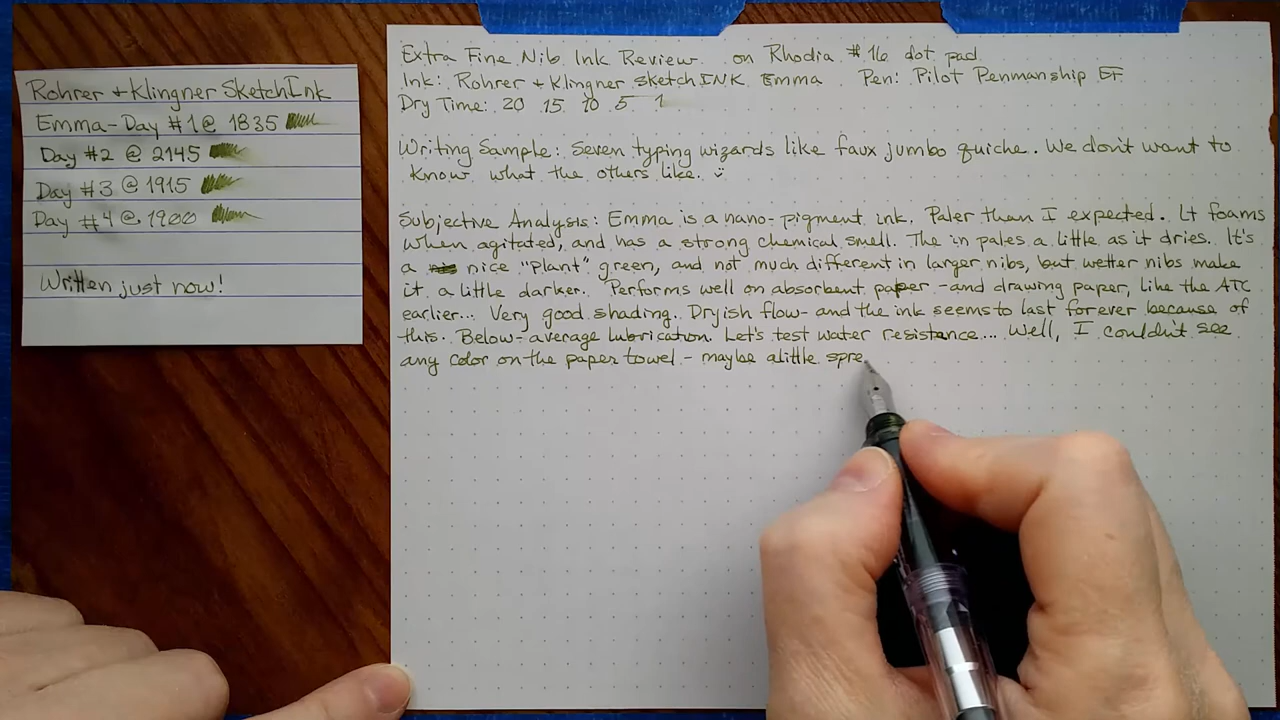 Rohrer + Klingner SketchInk
Emma-Day #1 @ 1835
Day #2 @ 2145
Day #3 @ 1915
Day #4 @ 1900
Written just now!
Extra Fine Nib Ink Review on Rhodia #16 dot pad.
Ink: Rohrer + Klingner SketchINK Emma Pen: Pilot Penmanship EF
Dry Time: 20 15 10 5 1
Writing Sample: Seven typing wizards like faux jumbo quiche. We don't want to
know what the others like. :)
Subjective Analysis: Emma is a nano-pigment ink. Paler than I expected. It foams
when agitated, and has a strong chemical smell. The in pales a little as it dries. It's
a nice "plant" green, and not much different in larger nibs, but wetter nibs make
it a little darker. Performs well on absorbent paper - and drawing paper, like the ATC
earlier... Very good shading. Dryish flow- and the ink seems to last forever because of
this. Below-average lubrication. Let's test water resistance... Well, I couldn't see
any color on the paper towel - maybe a little spre